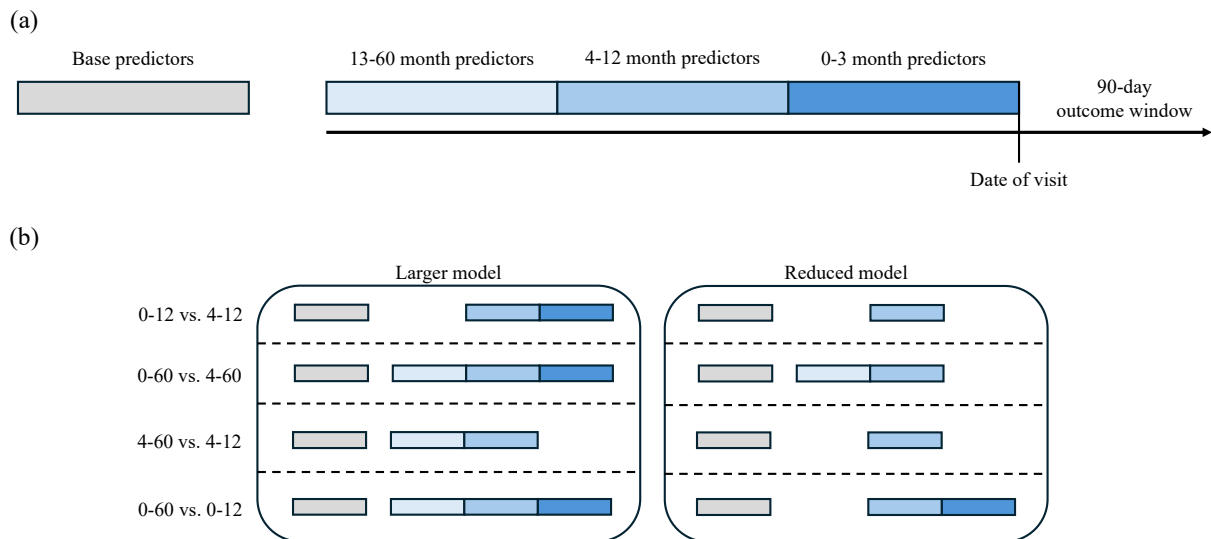 (a)
Base predictors
13-60 month predictors
4-12 month predictors
0-3 month predictors
90-day
outcome window
Date of visit
(b)
Larger model
Reduced model
0-12 vs. 4-12
0-60 vs. 4-60
4-60 vs. 4-12
0-60 vs. 0-12